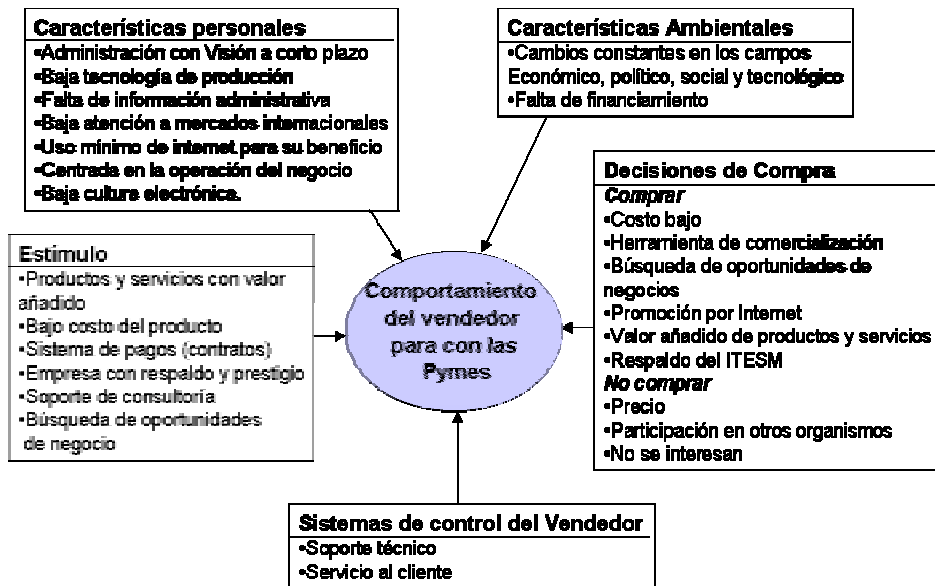 Características personales
•Administración con Visión a corto plazo
•Baja tecnología de producción
•Falta de información administrativa
•Baja atención a mercados internacionales
•Uso mínimo de internet para su beneficio
•Centrada en la operación del negocio
•Baja cultura electrónica.
Características Ambientales
•Cambios constantes en los campos
Económico, político, social y tecnológico
•Falta de financiamiento
Estímulo
•Productos y servicios con valor
añadido
•Bajo costo del producto
•Sistema de pagos (contratos)
•Empresa con respaldo y prestigio
•Soporte de consultoría
•Búsqueda de oportunidades
de negocio
Comportamiento
del vendedor
para con las
Pymes
Decisiones de Compra
Comprar
•Costo bajo
•Herramienta de comercialización
•Búsqueda de oportunidades de
negocios
•Promoción por Internet
•Valor añadido de productos y servicios
•Respaldo del ITESM
No comprar
•Precio
•Participación en otros organismos
•No se interesan
Sistemas de control del Vendedor
•Soporte técnico
•Servicio al cliente